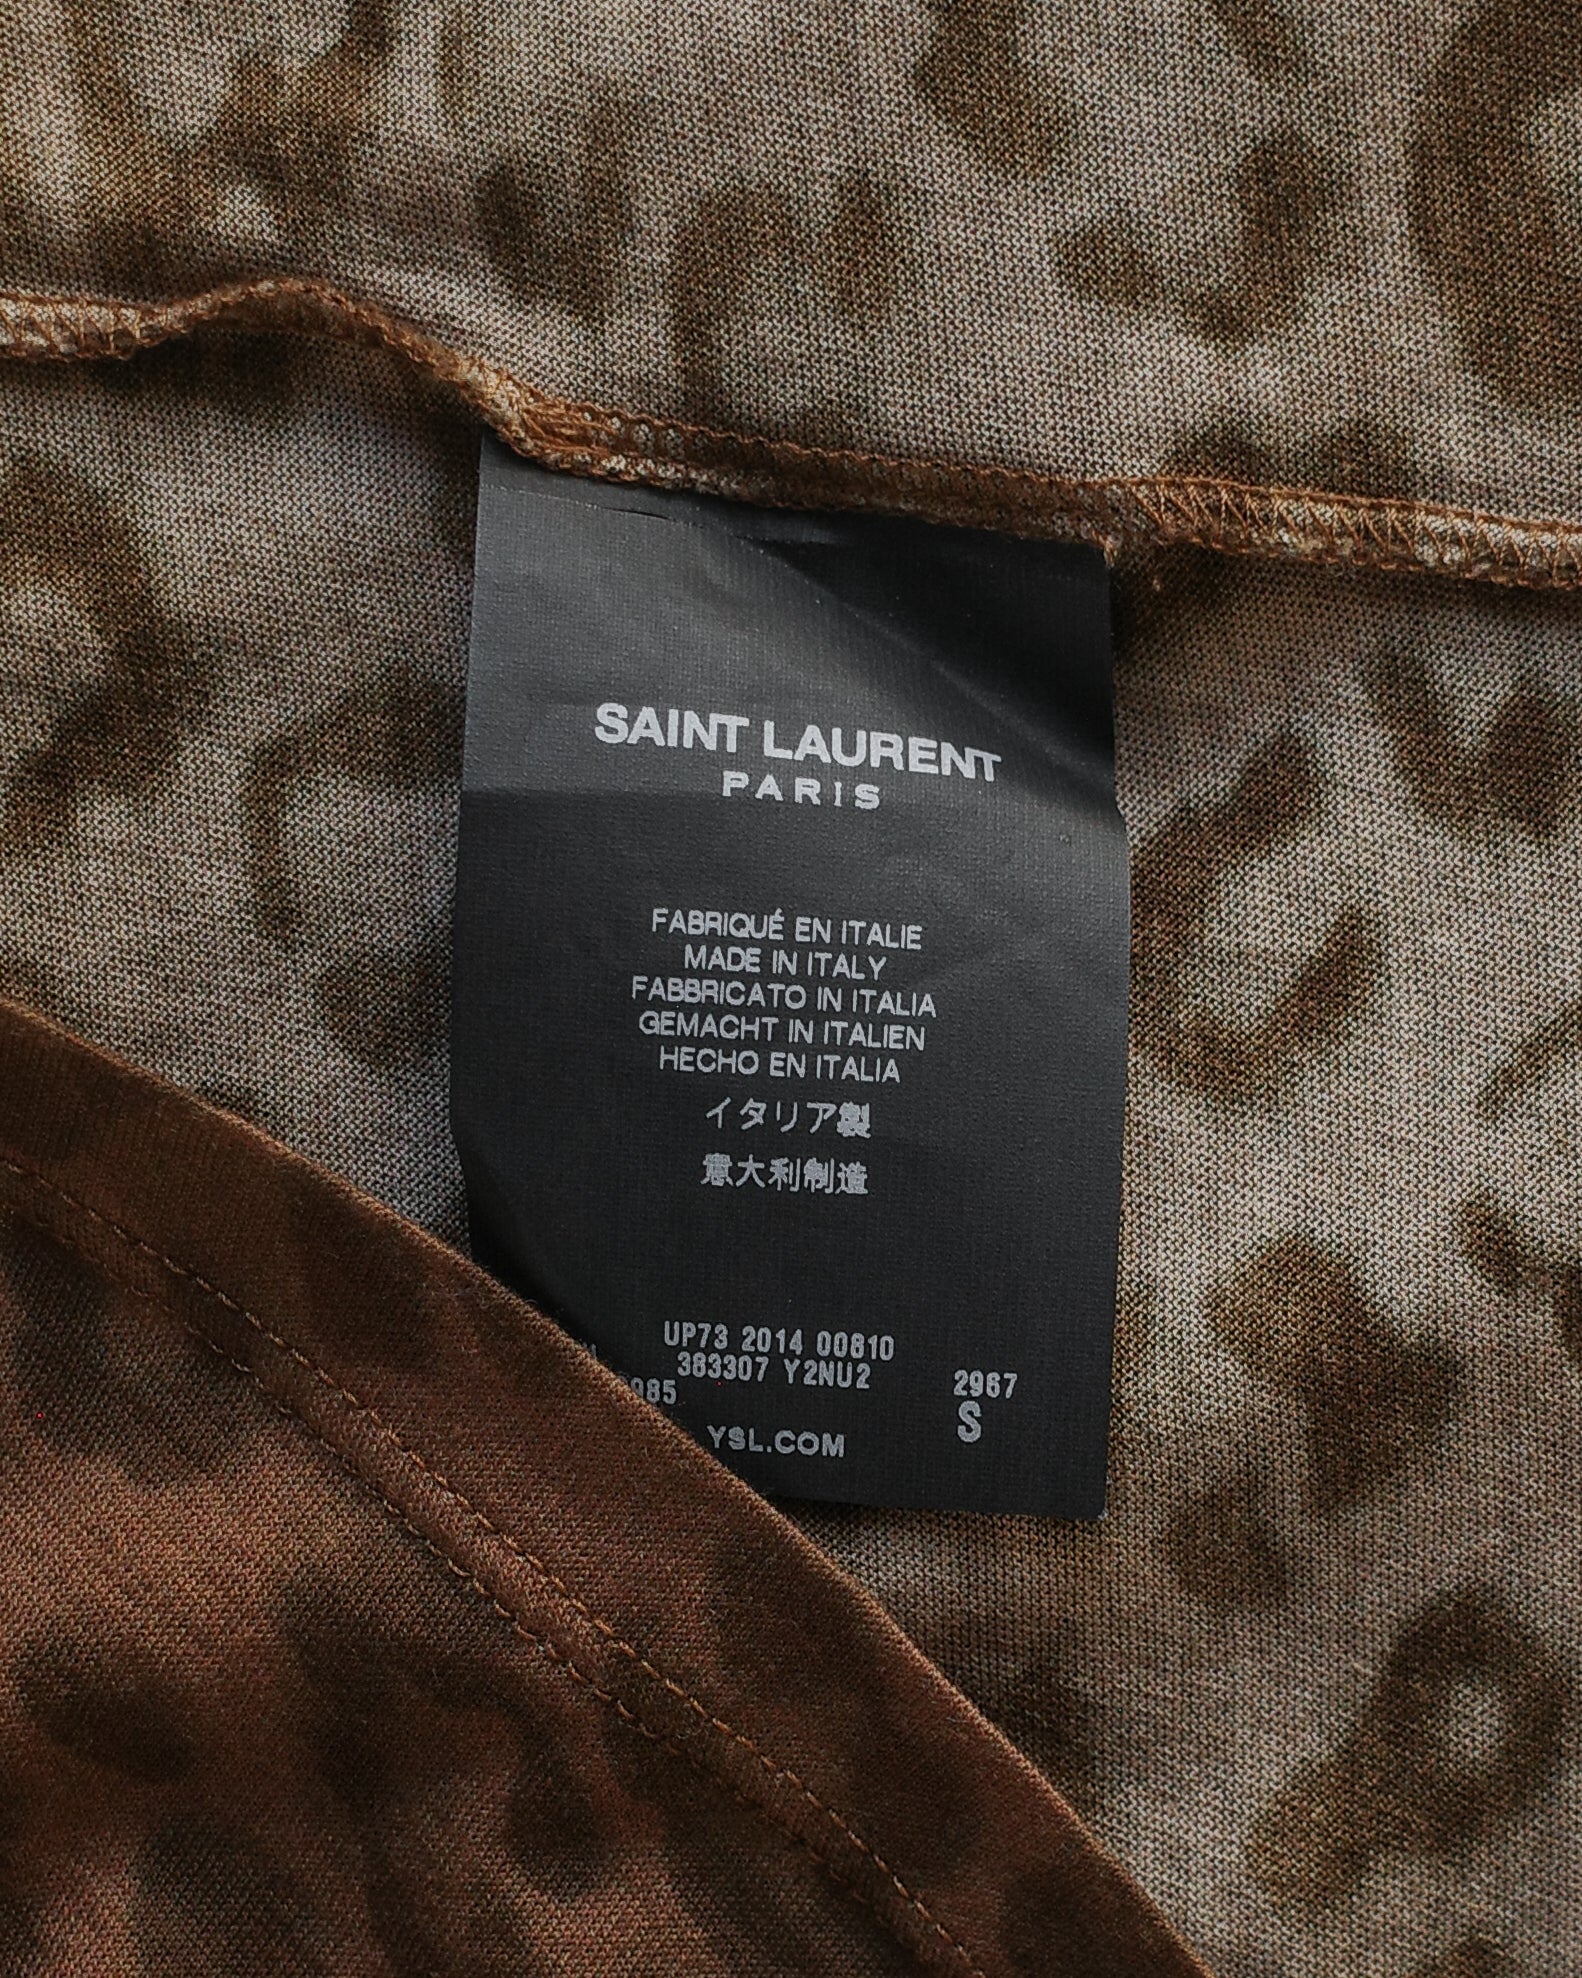 SAINT LAURENT
PARIS
FABRIQUÉ EN ITALIE
MADE IN ITALY
FABBRICATO IN ITALIA
GEMACHT IN ITALIEN
HECHO EN ITALIA
イタリア製
意大利制造
UP73 2014 00810
383307 Y2NU2 2967
985 S
YSL.COM